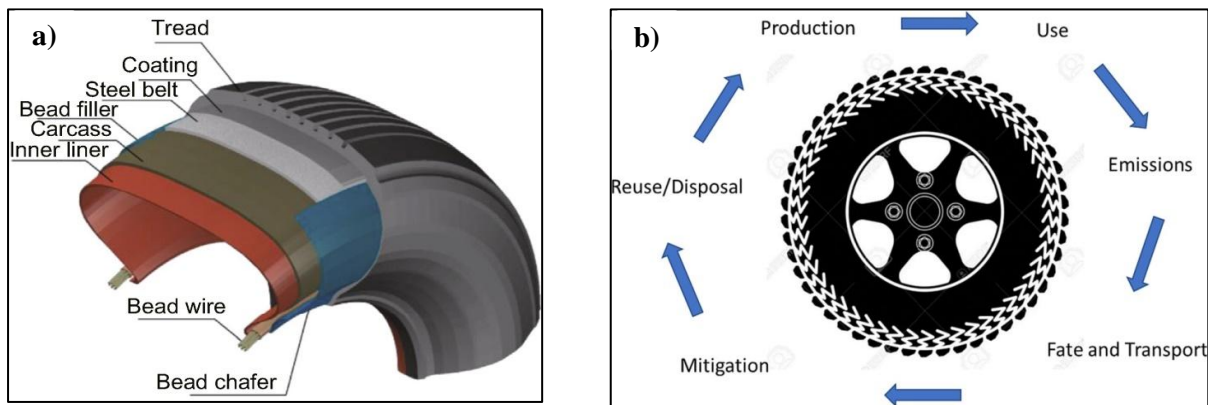 a)
Tread
Coating
Steel belt
Bead filler
Carcass
Inner liner
Bead wire
Bead chafer
b)
Production
Use
Emissions
Fate and Transport
Mitigation
Reuse/Disposal